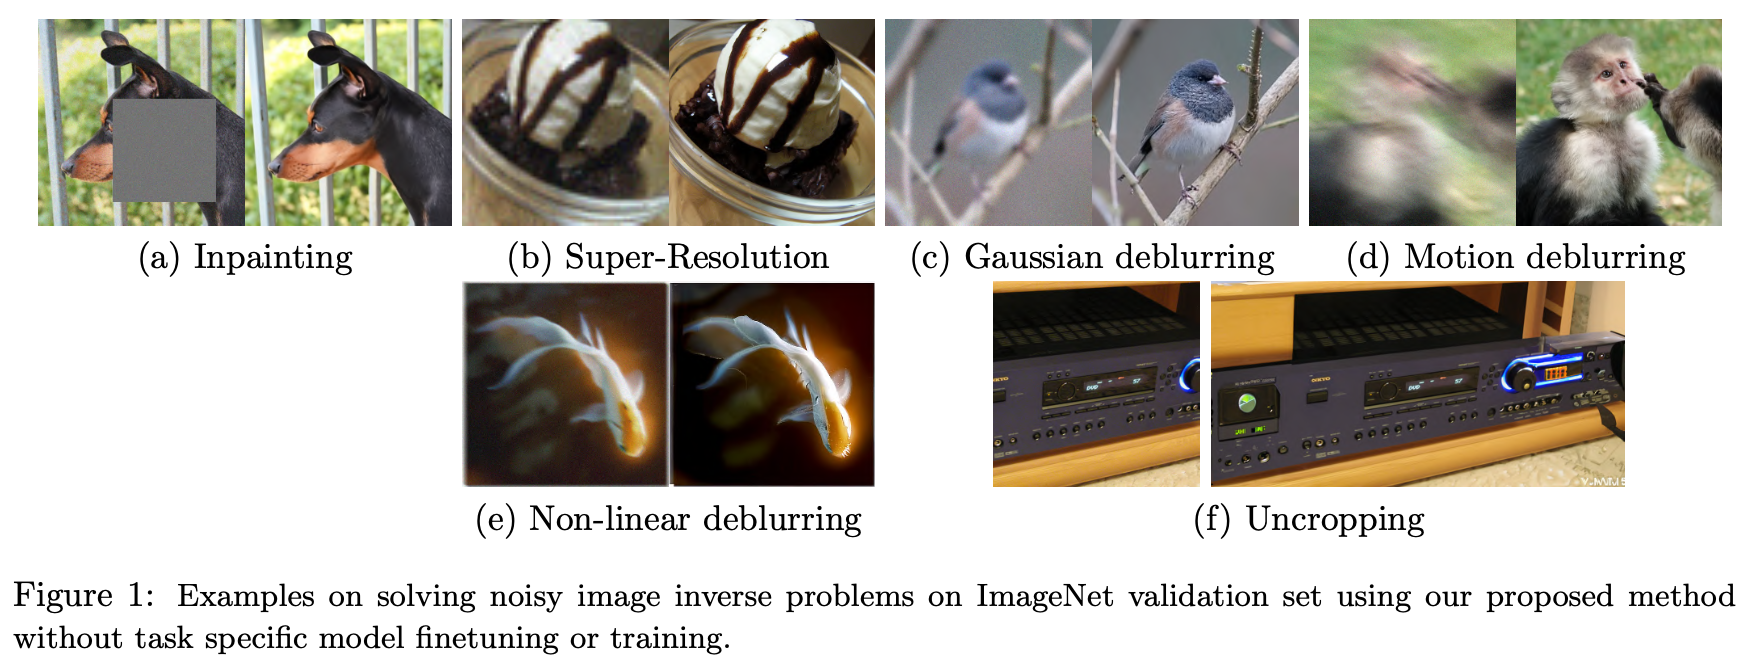 (a) Inpainting
(b) Super-Resolution
(c) Gaussian deblurring
(d) Motion deblurring
(e) Non-linear deblurring
(f) Uncropping
Figure 1: Examples on solving noisy image inverse problems on ImageNet validation set using our proposed method
without task specific model finetuning or training.